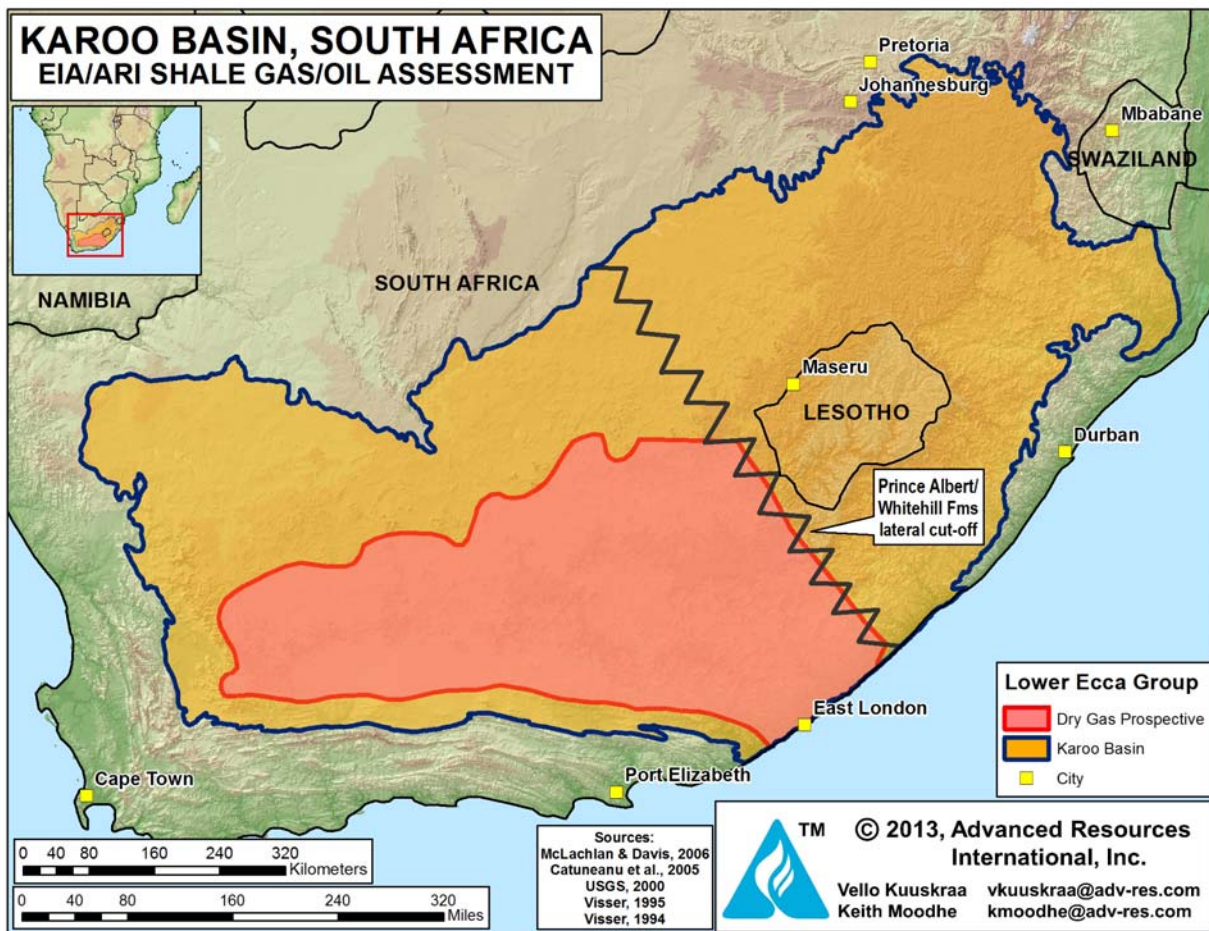 KAROO BASIN, SOUTH AFRICA
EIA/ARI SHALE GAS/OIL ASSESSMENT
Pretoria
Johannesburg
Mbabane
SWAZILAND
SOUTH AFRICA
NAMIBIA
Maseru
LESOTHO
Durban
Prince Albert/
Whitehill Fms
lateral cut-off
East London
Port Elizabeth
Cape Town
Lower Ecca Group
Dry Gas Prospective
Karoo Basin
City
0 40 80 160 240 320
Kilometers
0 40 80 160 240 320
Miles
Sources:
McLachlan & Davis, 2006
Catuneanu et al., 2005
USGS, 2000
Visser, 1995
Visser, 1994
TM
© 2013, Advanced Resources
International, Inc.
Vello Kuuskraa vkuuskraa@adv-res.com
Keith Moodhe kmoodhe@adv-res.com